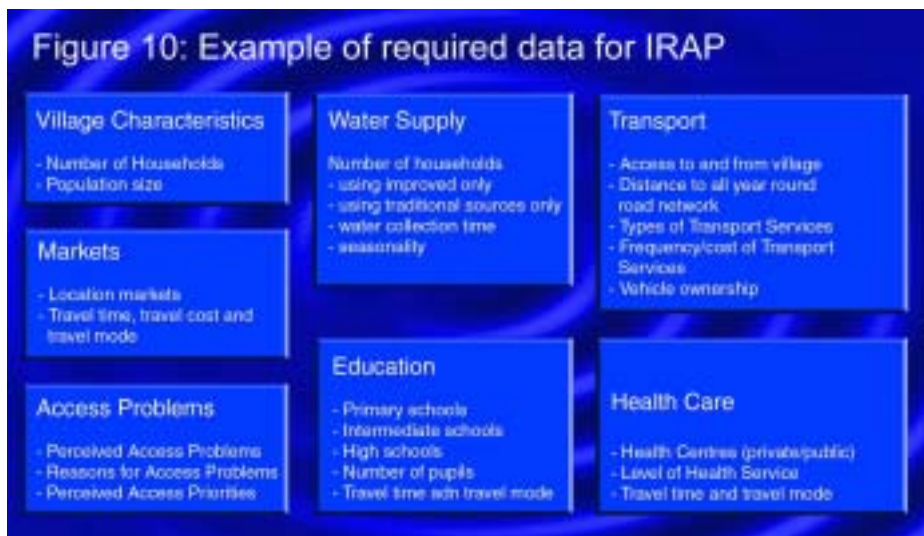 Figure 10: Example of required data for IRAP
Village Characteristics
- Number of Households
- Population size
Markets
- Location markets
- Travel time, travel cost and
travel mode
Access Problems
- Perceived Access Problems
- Reasons for Access Problems
- Perceived Access Priorities
Water Supply
Number of households
- using improved only
- using traditional sources only
- water collection time
- seasonality
Education
- Primary schools
- Intermediate schools
- High schools
- Number of pupils
- Travel time adn travel mode
Transport
- Access to and from village
- Distance to all year round
road network
- Types of Transport Services
- Frequency/cost of Transport
Services
- Vehicle ownership
Health Care
- Health Centres (private/public)
- Level of Health Service
- Travel time and travel mode